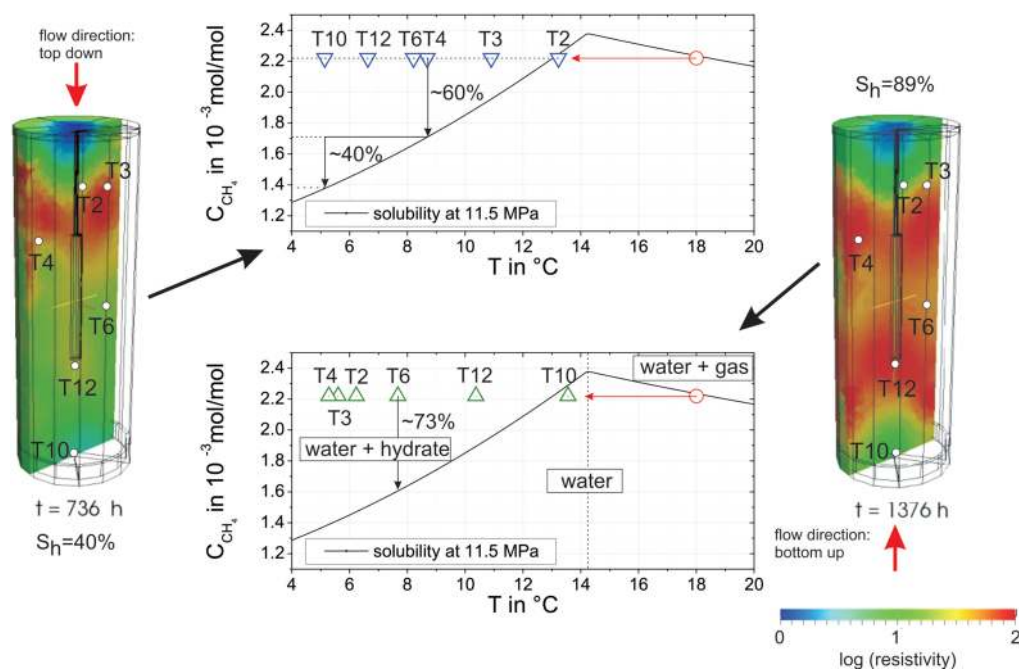 flow direction:
top down
T3
T2
T4
T6
T12
T10
t = 736 h
Sh=40%
2.4
2.2
2.0
1.8
1.6
1.4
1.2
C_CH4 in 10⁻³mol/mol
T10 T12 T6 T4 T3 T2
~60%
~40%
solubility at 11.5 MPa
4 6 8 10 12 14 16 18 20
T in °C
2.4
2.2
2.0
1.8
1.6
1.4
1.2
C_CH4 in 10⁻³mol/mol
T4 T2 T6 T12 T10
T3
water + gas
~73%
water + hydrate
water
solubility at 11.5 MPa
4 6 8 10 12 14 16 18 20
T in °C
Sh=89%
T3
T2
T4
T6
T12
T10
t = 1376 h
flow direction:
bottom up
0 1 2
log (resistivity)